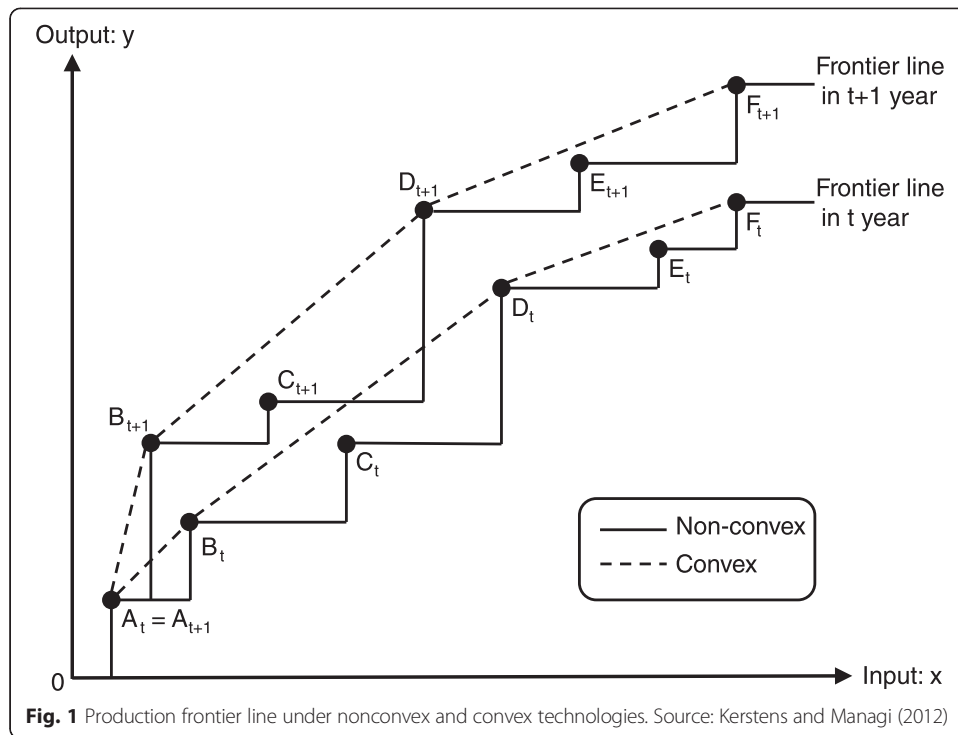 Output: y
Frontier line
in t+1 year
F_{t+1}
D_{t+1}
E_{t+1}
Frontier line
in t year
F_t
E_t
D_t
C_{t+1}
B_{t+1}
C_t
B_t
Non-convex
Convex
A_t = A_{t+1}
0
Input: x
Fig. 1 Production frontier line under nonconvex and convex technologies. Source: Kerstens and Managi (2012)